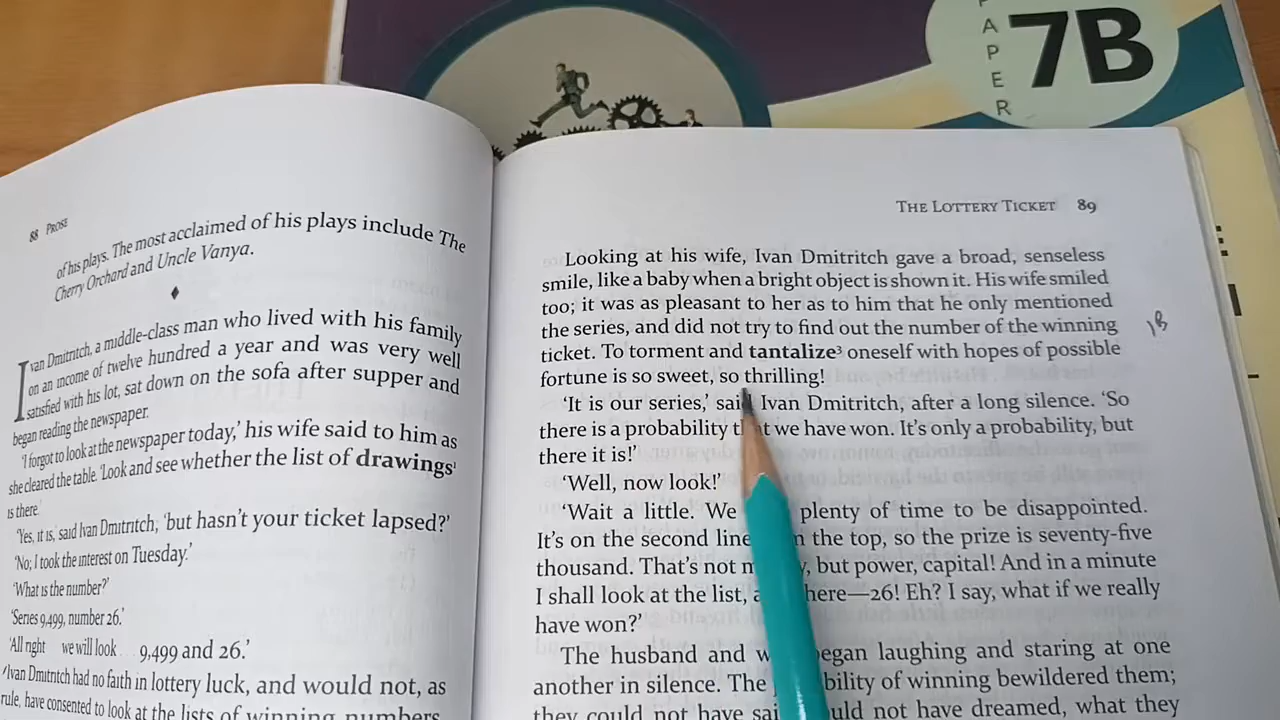 PAPER
7B
88 PROSE
of his plays. The most acclaimed of his plays include The
Cherry Orchard and Uncle Vanya.
Ivan Dmitritch, a middle-class man who lived with his family
on an income of twelve hundred a year and was very well
satisfied with his lot, sat down on the sofa after supper and
began reading the newspaper.
'I forgot to look at the newspaper today,' his wife said to him as
she cleared the table. 'Look and see whether the list of drawings¹
is there.'
'Yes, it is,' said Ivan Dmitritch; 'but hasn't your ticket lapsed?'
'No; I took the interest on Tuesday.'
'What is the number?'
'Series 9,499, number 26.'
'All right we will look 9,499 and 26.'
Ivan Dmitritch had no faith in lottery luck, and would not, as
rule, have consented to look at the lists of winning numbers
THE LOTTERY TICKET 89
Looking at his wife, Ivan Dmitritch gave a broad, senseless
smile, like a baby when a bright object is shown it. His wife smiled
too; it was as pleasant to her as to him that he only mentioned
the series, and did not try to find out the number of the winning
ticket. To torment and tantalize³ oneself with hopes of possible
fortune is so sweet, so thrilling!
'It is our series,' said Ivan Dmitritch, after a long silence. 'So
there is a probability that we have won. It's only a probability, but
there it is!'
'Well, now look!'
'Wait a little. We plenty of time to be disappointed.
It's on the second line the top, so the prize is seventy-five
thousand. That's not , but power, capital! And in a minute
I shall look at the list, here—26! Eh? I say, what if we really
have won?'
The husband and began laughing and staring at one
another in silence. The bility of winning bewildered them;
they could not have sai uld not have dreamed, what they